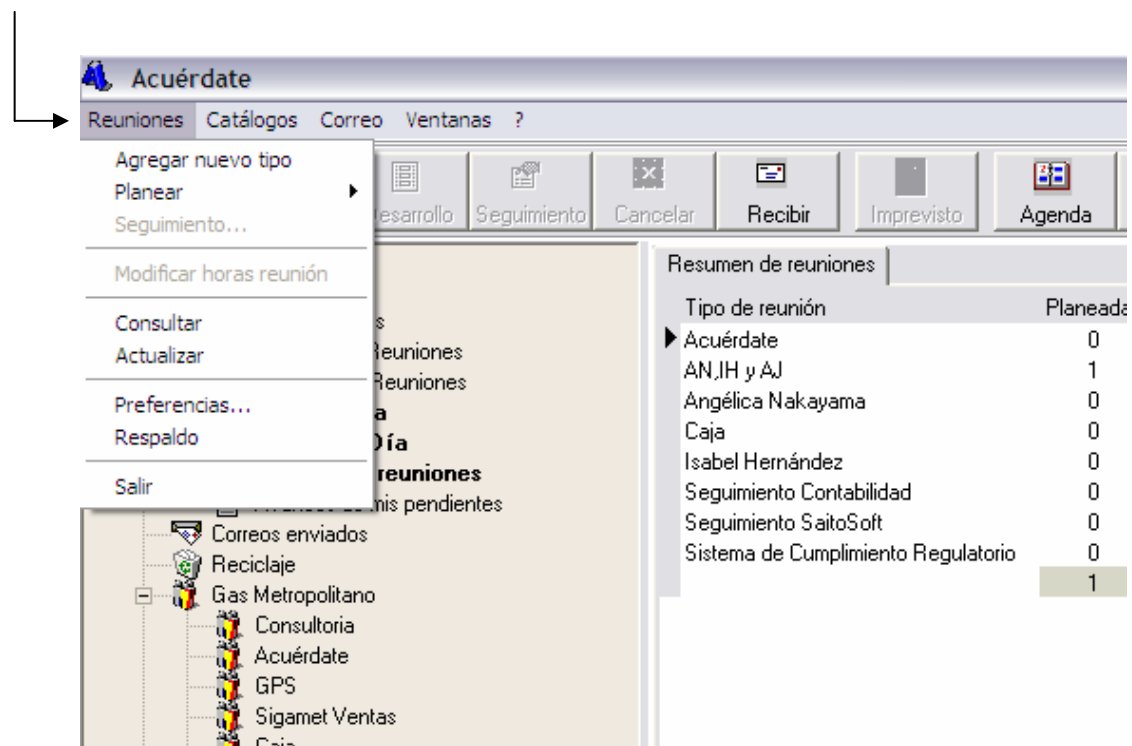 Acuérdate
Reuniones Catálogos Correo Ventanas ?
Agregar nuevo tipo
Planear
Seguimiento...
Modificar horas reunión
Consultar
Actualizar
Preferencias...
Respaldo
Salir
esarrollo Seguimiento Cancelar Recibir Imprevisto Agenda
s
Reuniones
Reuniones
a
Día
reuniones
mis pendientes
Correos enviados
Reciclaje
Gas Metropolitano
Consultoria
Acuérdate
GPS
Sigamet Ventas
Caja
Resumen de reuniones
Tipo de reunión Planeada
Acuérdate 0
AN,IH y AJ 1
Angélica Nakayama 0
Caja 0
Isabel Hernández 0
Seguimiento Contabilidad 0
Seguimiento SaitoSoft 0
Sistema de Cumplimiento Regulatorio 0
1